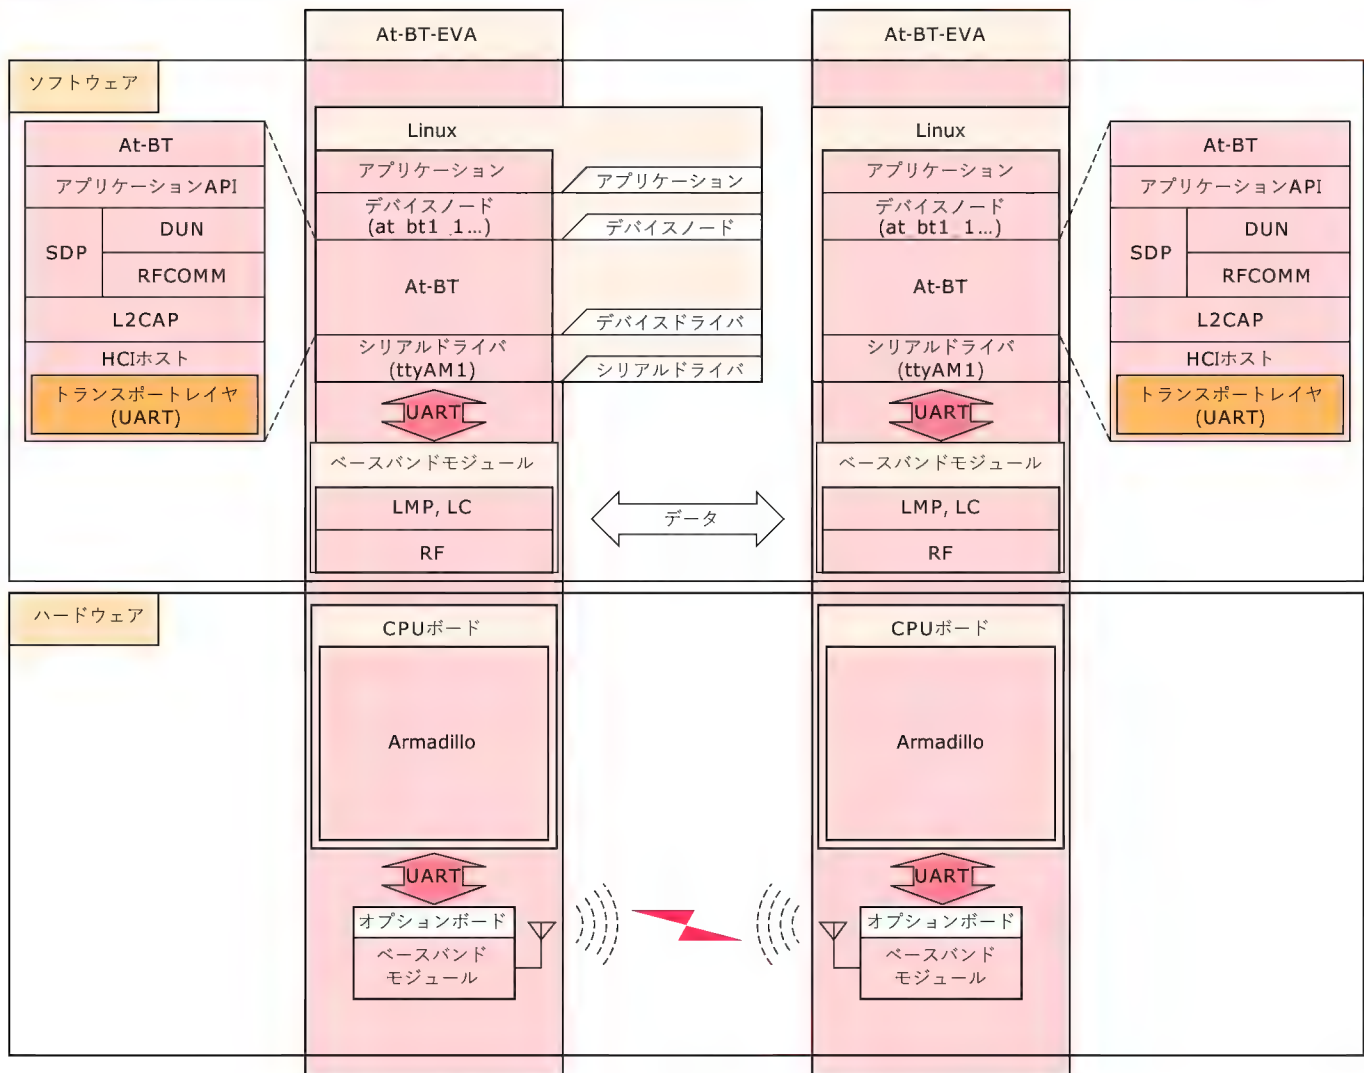 At-BT-EVA
At-BT-EVA
ソフトウェア
At-BT
アプリケーションAPI
SDP
DUN
RFCOMM
L2CAP
HCIホスト
トランスポートレイヤ
(UART)
Linux
アプリケーション
デバイスノード
(at_bt1_1...)
At-BT
シリアルドライバ
(ttyAM1)
UART
ベースバンドモジュール
LMP, LC
RF
アプリケーション
デバイスノード
デバイスドライバ
シリアルドライバ
データ
Linux
アプリケーション
デバイスノード
(at_bt1_1...)
At-BT
シリアルドライバ
(ttyAM1)
UART
ベースバンドモジュール
LMP, LC
RF
At-BT
アプリケーションAPI
SDP
DUN
RFCOMM
L2CAP
HCIホスト
トランスポートレイヤ
(UART)
ハードウェア
CPUボード
Armadillo
UART
オプションボード
ベースバンド
モジュール
CPUボード
Armadillo
UART
オプションボード
ベースバンド
モジュール